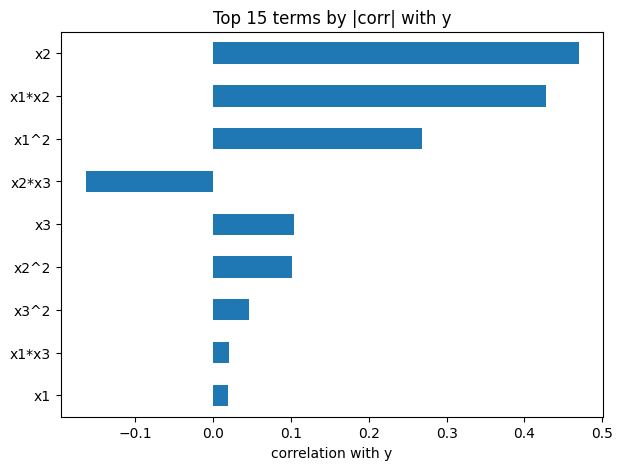 Top 15 terms by |corr| with y
x2
x1*x2
x1^2
x2*x3
x3
x2^2
x3^2
x1*x3
x1
−0.1 0.0 0.1 0.2 0.3 0.4 0.5
correlation with y